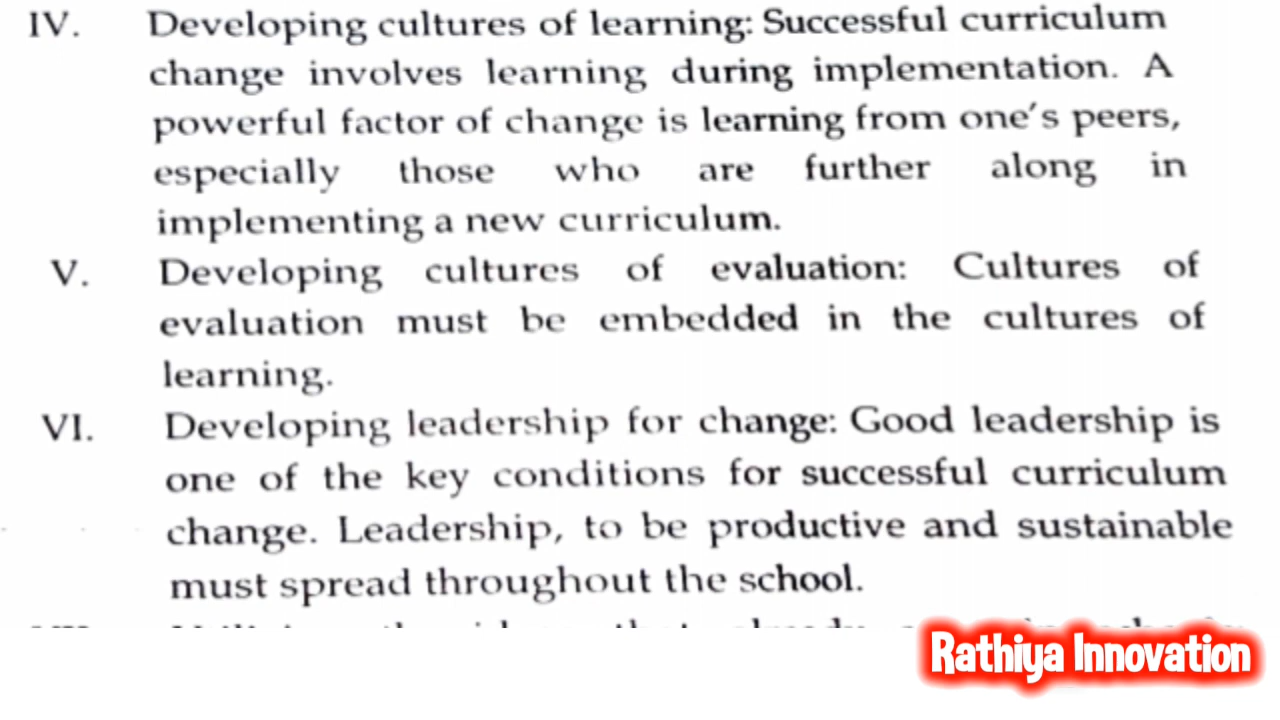 IV. Developing cultures of learning: Successful curriculum
change involves learning during implementation. A
powerful factor of change is learning from one's peers,
especially those who are further along in
implementing a new curriculum.
V. Developing cultures of evaluation: Cultures of
evaluation must be embedded in the cultures of
learning.
VI. Developing leadership for change: Good leadership is
one of the key conditions for successful curriculum
change. Leadership, to be productive and sustainable
must spread throughout the school.
Rathiya Innovation